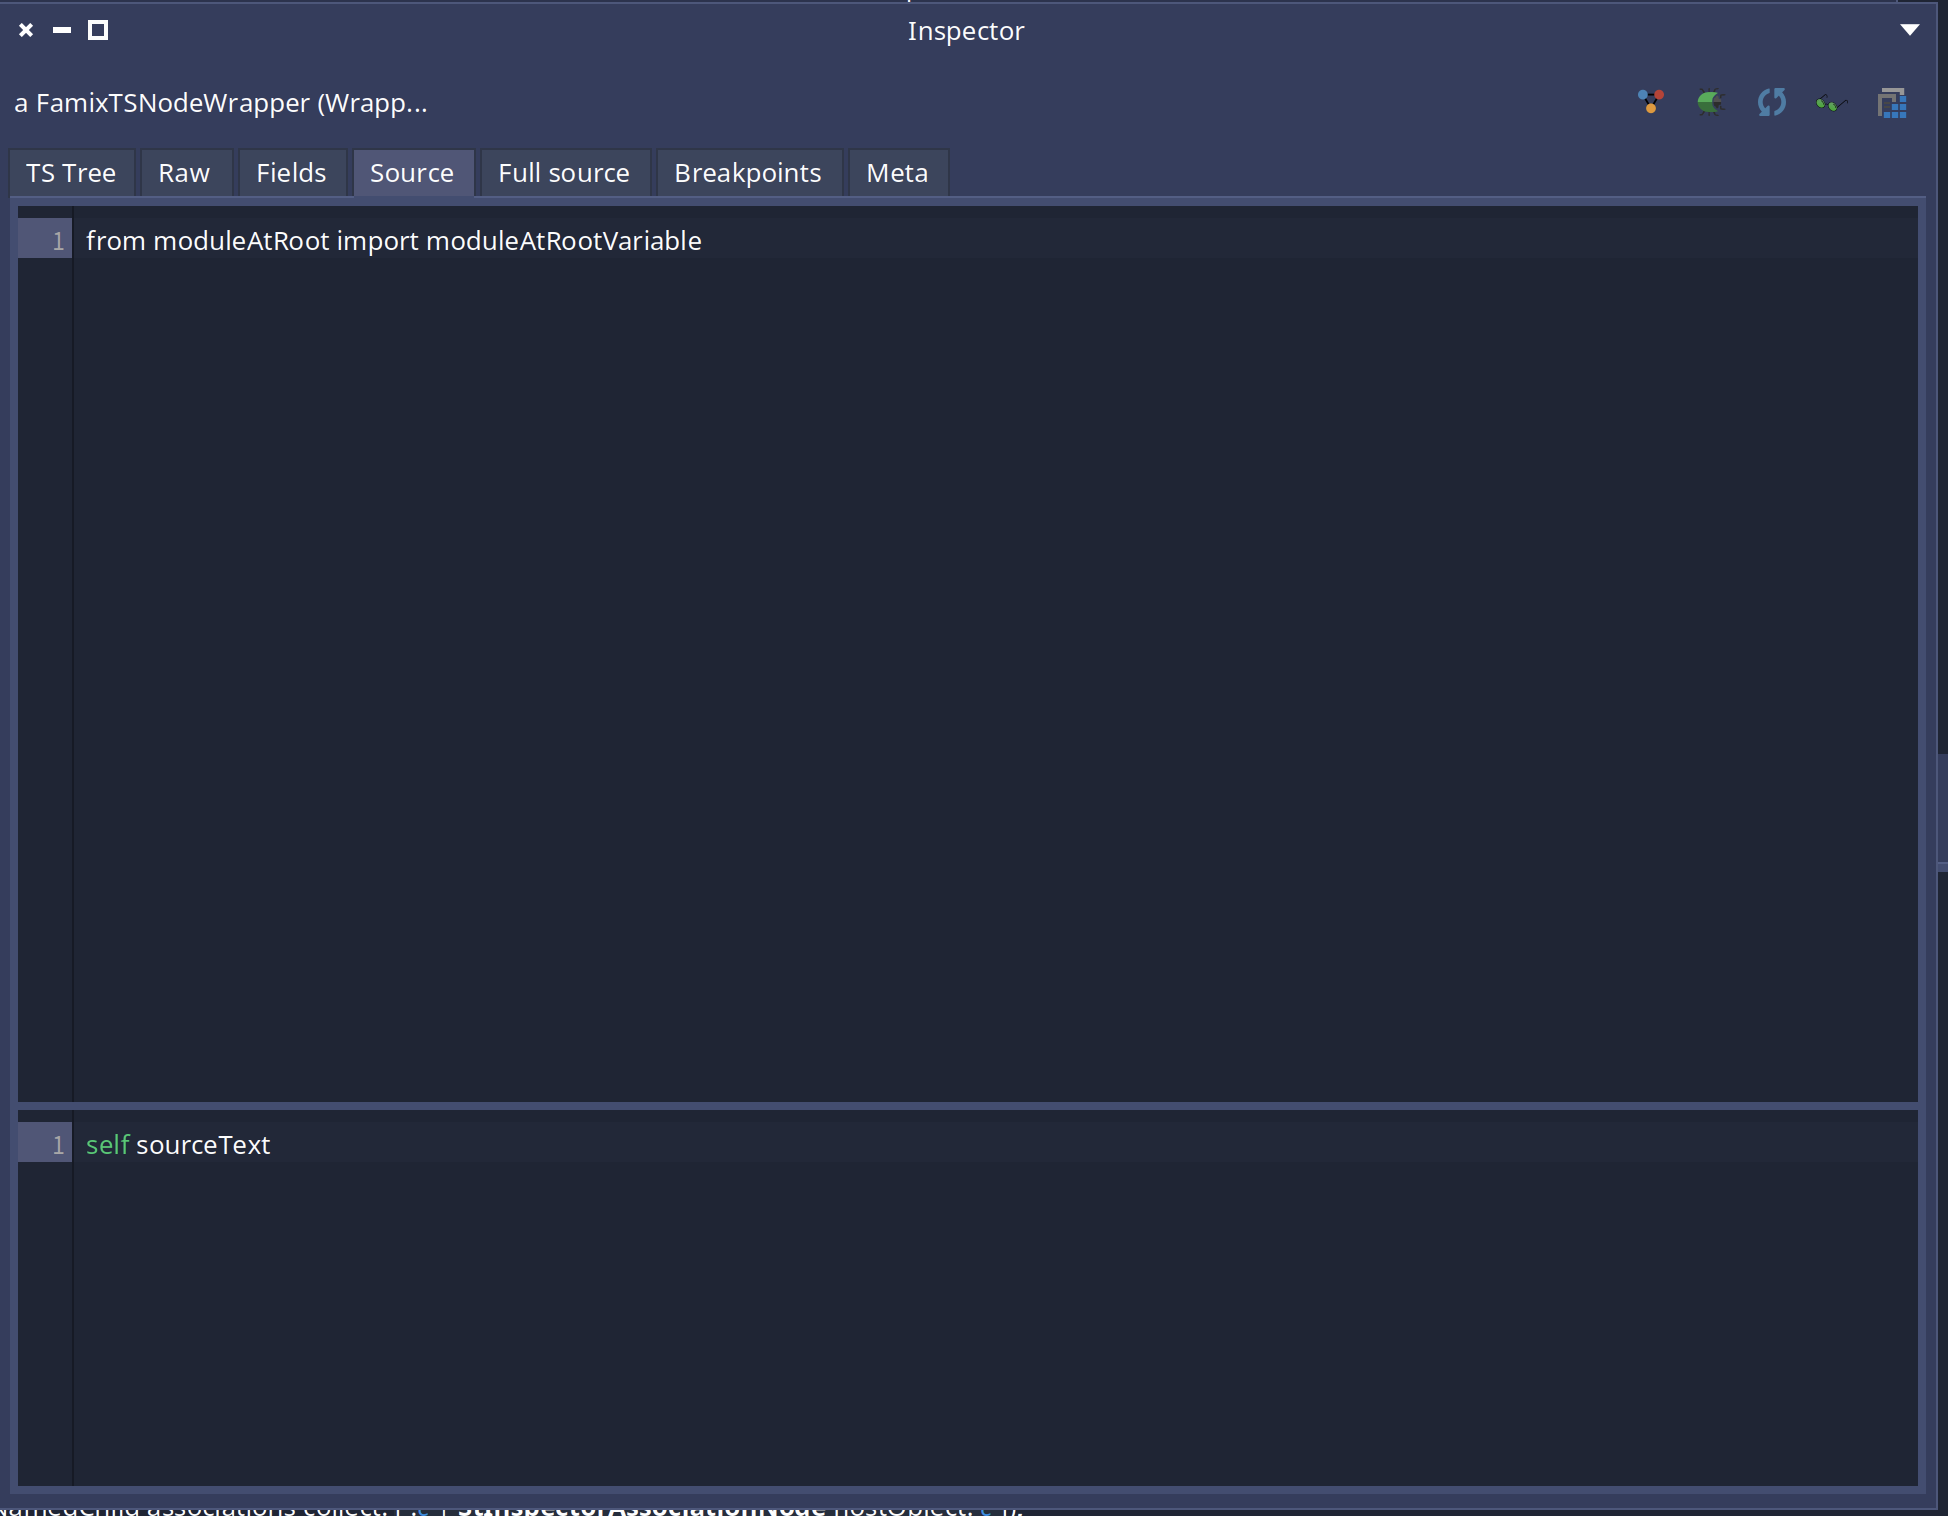 Inspector
a FamixTSNodeWrapper (Wrapp...
TS Tree Raw Fields Source Full source Breakpoints Meta
1 from moduleAtRoot import moduleAtRootVariable
1 self sourceText